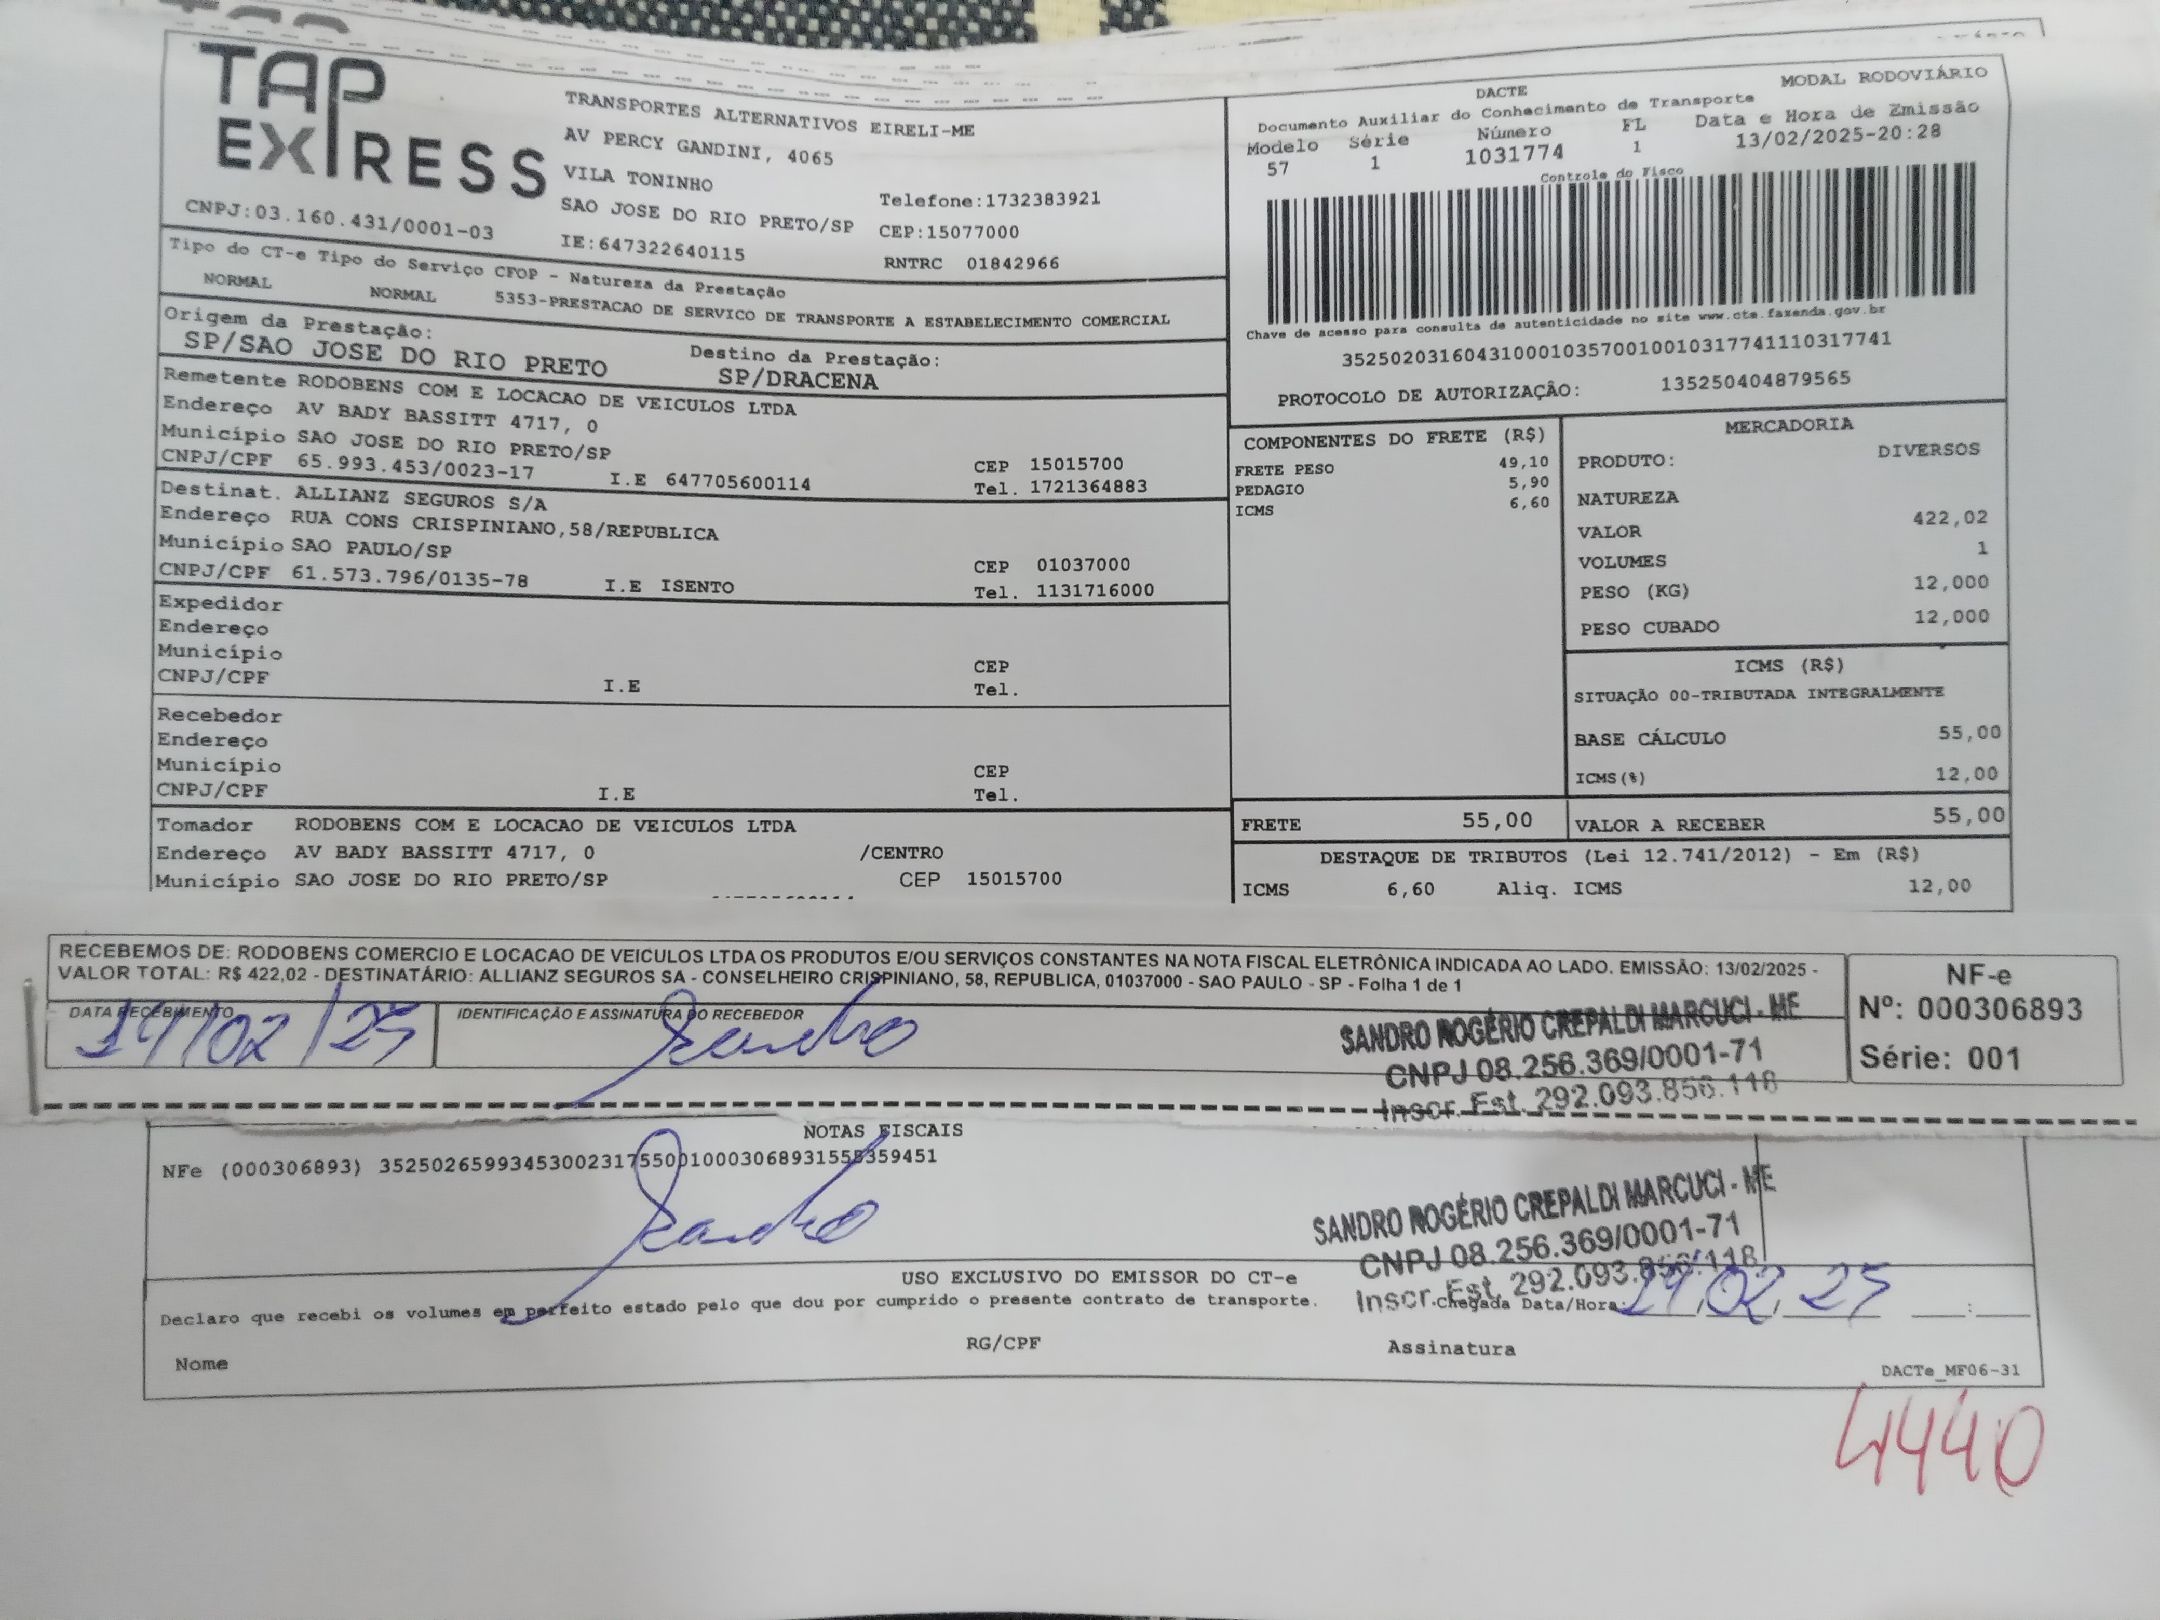 TAP
EXPRESS
TRANSPORTES ALTERNATIVOS EIRELI-ME
AV PERCY GANDINI, 4065
VILA TONINHO
SAO JOSE DO RIO PRETO/SP
IE:647322640115
Telefone:1732383921
CEP:15077000
RNTRC 01842966
CNPJ:03.160.431/0001-03
DACTE
MODAL RODOVIÁRIO
Documento Auxiliar do Conhecimento de Transporte
Modelo Série Número FL Data e Hora de Emissão
57 1 1031774 1 13/02/2025-20:28
Controle do Fisco
Chave de acesso para consulta de autenticidade no site www.cte.fazenda.gov.br
35250203160431000103570010010317741110317741
PROTOCOLO DE AUTORIZAÇÃO: 135250404879565
Tipo do CT-e Tipo do Serviço CFOP - Natureza da Prestação
NORMAL NORMAL 5353-PRESTACAO DE SERVICO DE TRANSPORTE A ESTABELECIMENTO COMERCIAL
Origem da Prestação:
SP/SAO JOSE DO RIO PRETO
Destino da Prestação:
SP/DRACENA
Remetente RODOBENS COM E LOCACAO DE VEICULOS LTDA
Endereço AV BADY BASSITT 4717, 0
Município SAO JOSE DO RIO PRETO/SP CEP 15015700
CNPJ/CPF 65.993.453/0023-17 I.E 647705600114 Tel. 1721364883
Destinat. ALLIANZ SEGUROS S/A
Endereço RUA CONS CRISPINIANO,58/REPUBLICA
Município SAO PAULO/SP CEP 01037000
CNPJ/CPF 61.573.796/0135-78 I.E ISENTO Tel. 1131716000
Expedidor
Endereço
Município CEP
CNPJ/CPF I.E Tel.
Recebedor
Endereço
Município CEP
CNPJ/CPF I.E Tel.
Tomador RODOBENS COM E LOCACAO DE VEICULOS LTDA
Endereço AV BADY BASSITT 4717, 0 /CENTRO
Município SAO JOSE DO RIO PRETO/SP CEP 15015700
COMPONENTES DO FRETE (R$)
FRETE PESO 49,10
PEDAGIO 5,90
ICMS 6,60
MERCADORIA
PRODUTO: DIVERSOS
NATUREZA
VALOR 422,02
VOLUMES 1
PESO (KG) 12,000
PESO CUBADO 12,000
ICMS (R$)
SITUAÇÃO 00-TRIBUTADA INTEGRALMENTE
BASE CÁLCULO 55,00
ICMS(%) 12,00
FRETE 55,00 VALOR A RECEBER 55,00
DESTAQUE DE TRIBUTOS (Lei 12.741/2012) - Em (R$)
ICMS 6,60 Aliq. ICMS 12,00
RECEBEMOS DE: RODOBENS COMERCIO E LOCACAO DE VEICULOS LTDA OS PRODUTOS E/OU SERVIÇOS CONSTANTES NA NOTA FISCAL ELETRÔNICA INDICADA AO LADO. EMISSÃO: 13/02/2025 -
VALOR TOTAL: R$ 422,02 - DESTINATÁRIO: ALLIANZ SEGUROS SA - CONSELHEIRO CRISPINIANO, 58, REPUBLICA, 01037000 - SAO PAULO - SP - Folha 1 de 1
DATA RECEBIMENTO
IDENTIFICAÇÃO E ASSINATURA DO RECEBEDOR
/02/25
Sandro
SANDRO ROGÉRIO CREPALDI MARCUCI - ME
CNPJ 08.256.369/0001-71
Inscr. Est. 292.093.856.118
NF-e
Nº: 000306893
Série: 001
NOTAS FISCAIS
NFe (000306893) 35250265993453002317550010003068931558359451
Sandro
SANDRO ROGÉRIO CREPALDI MARCUCI - ME
CNPJ 08.256.369/0001-71
Inscr. Est. 292.093.856.118
USO EXCLUSIVO DO EMISSOR DO CT-e
Declaro que recebi os volumes em perfeito estado pelo que dou por cumprido o presente contrato de transporte. Chegada Data/Hora: 02 25 :
Nome RG/CPF Assinatura
DACTe_MF06-31
4440